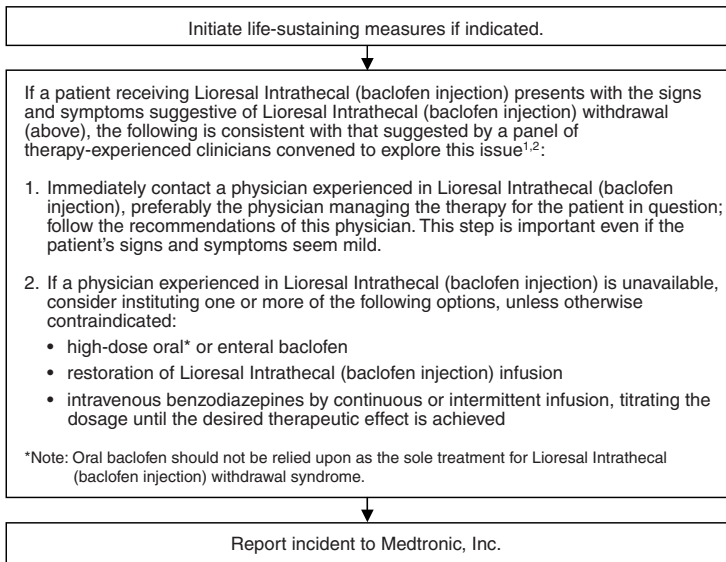 Initiate life-sustaining measures if indicated.
If a patient receiving Lioresal Intrathecal (baclofen injection) presents with the signs
and symptoms suggestive of Lioresal Intrathecal (baclofen injection) withdrawal
(above), the following is consistent with that suggested by a panel of
therapy-experienced clinicians convened to explore this issue1,2:
1. Immediately contact a physician experienced in Lioresal Intrathecal (baclofen
injection), preferably the physician managing the therapy for the patient in question;
follow the recommendations of this physician. This step is important even if the
patient's signs and symptoms seem mild.
2. If a physician experienced in Lioresal Intrathecal (baclofen injection) is unavailable,
consider instituting one or more of the following options, unless otherwise
contraindicated:
• high-dose oral* or enteral baclofen
• restoration of Lioresal Intrathecal (baclofen injection) infusion
• intravenous benzodiazepines by continuous or intermittent infusion, titrating the
dosage until the desired therapeutic effect is achieved
*Note: Oral baclofen should not be relied upon as the sole treatment for Lioresal Intrathecal
(baclofen injection) withdrawal syndrome.
Report incident to Medtronic, Inc.